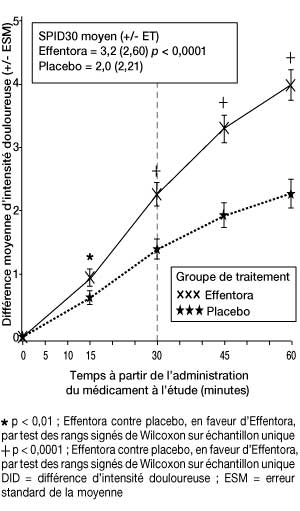 Différence moyenne d'intensité douloureuse (+/- ESM)
5
4
3
2
1
0
SPID30 moyen (+/- ET)
Effentora = 3,2 (2,60) p < 0,0001
Placebo = 2,0 (2,21)
*
+
+
+
Groupe de traitement
××× Effentora
★★★ Placebo
0 15 30 45 60
Temps à partir de l'administration
du médicament à l'étude (minutes)
★ p < 0,01 ; Effentora contre placebo, en faveur d'Effentora,
par test des rangs signés de Wilcoxon sur échantillon unique
+ p < 0,0001 ; Effentora contre placebo, en faveur d'Effentora,
par test des rangs signés de Wilcoxon sur échantillon unique
DID = différence d'intensité douloureuse ; ESM = erreur
standard de la moyenne